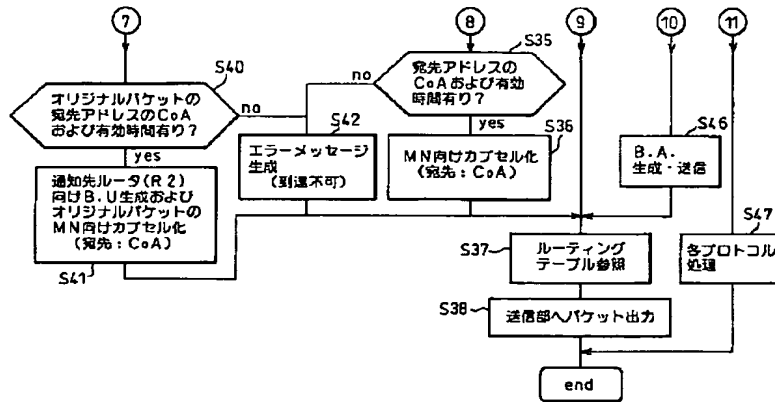 7
8
9
10
11
S40
オリジナルパケットの
宛先アドレスのCoA
および有効時間有り?
no
yes
通知先ルータ(R2)
向けB.U生成および
オリジナルパケットの
MN向けカプセル化
(宛先:CoA)
S41
S42
エラーメッセージ
生成
(到達不可)
S35
宛先アドレスの
CoAおよび有効
時間有り?
no
yes
S36
MN向けカプセル化
(宛先:CoA)
S46
B.A.
生成・送信
S37
ルーティング
テーブル参照
S47
各プロトコル
処理
S38
送信部へパケット出力
end